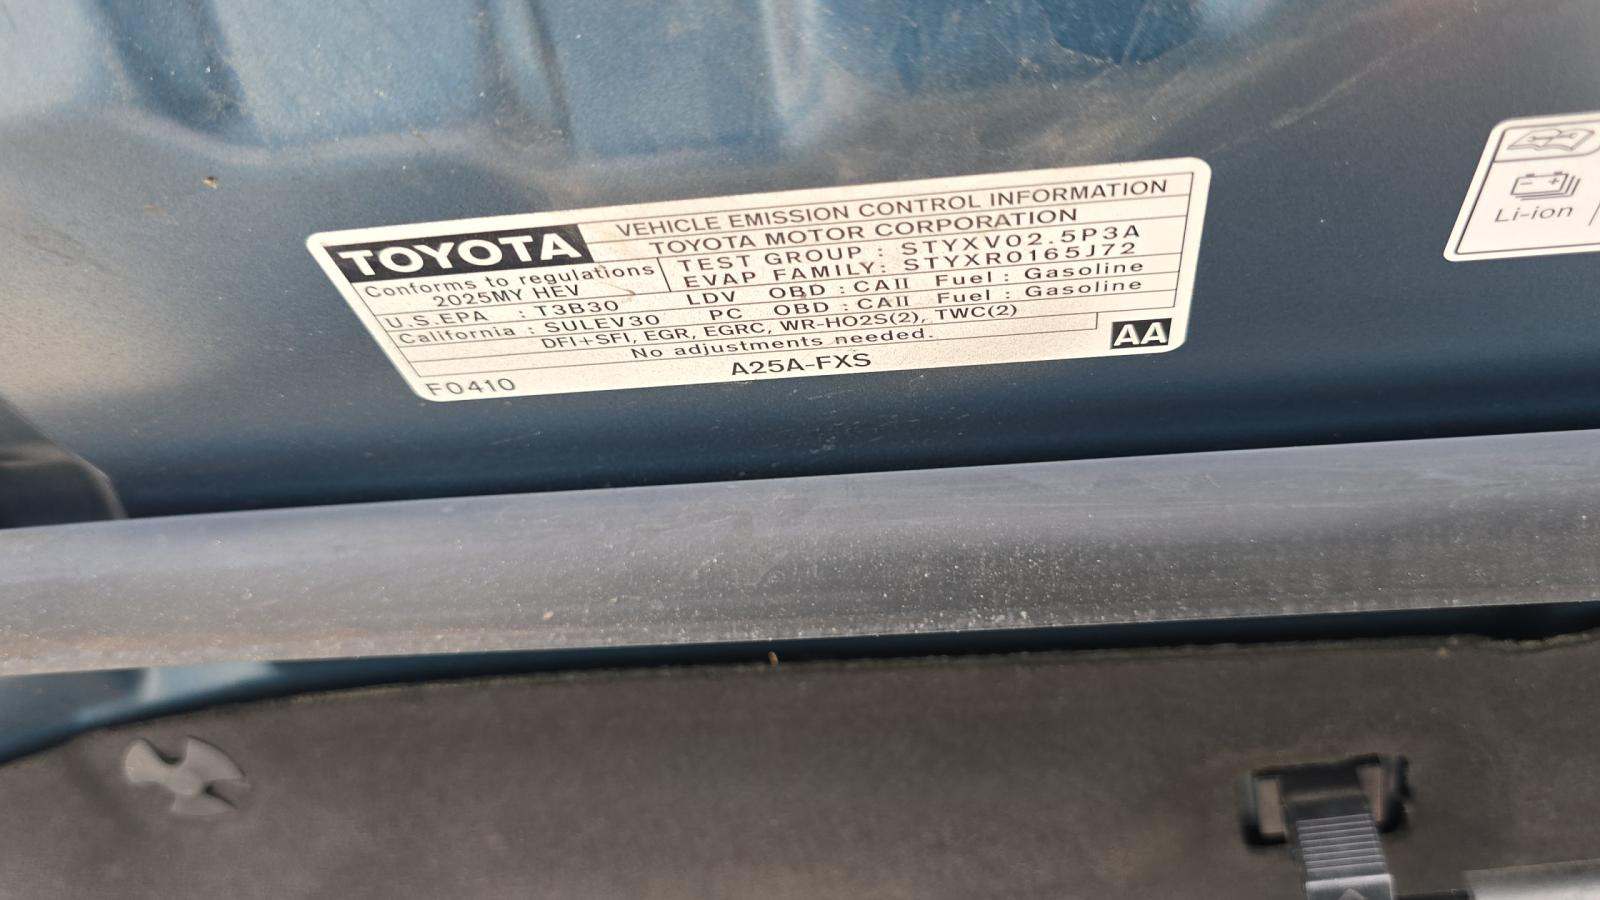 TOYOTA
VEHICLE EMISSION CONTROL INFORMATION
TOYOTA MOTOR CORPORATION
Conforms to regulations
2025MY HEV
TEST GROUP : STYXV02.5P3A
EVAP FAMILY: STYXR0165J72
U.S.EPA : T3B30 LDV OBD : CAII Fuel : Gasoline
California : SULEV30 PC OBD : CAII Fuel : Gasoline
DFI+SFI, EGR, EGRC, WR-HO2S(2), TWC(2)
No adjustments needed.
AA
F0410
A25A-FXS
Li-ion